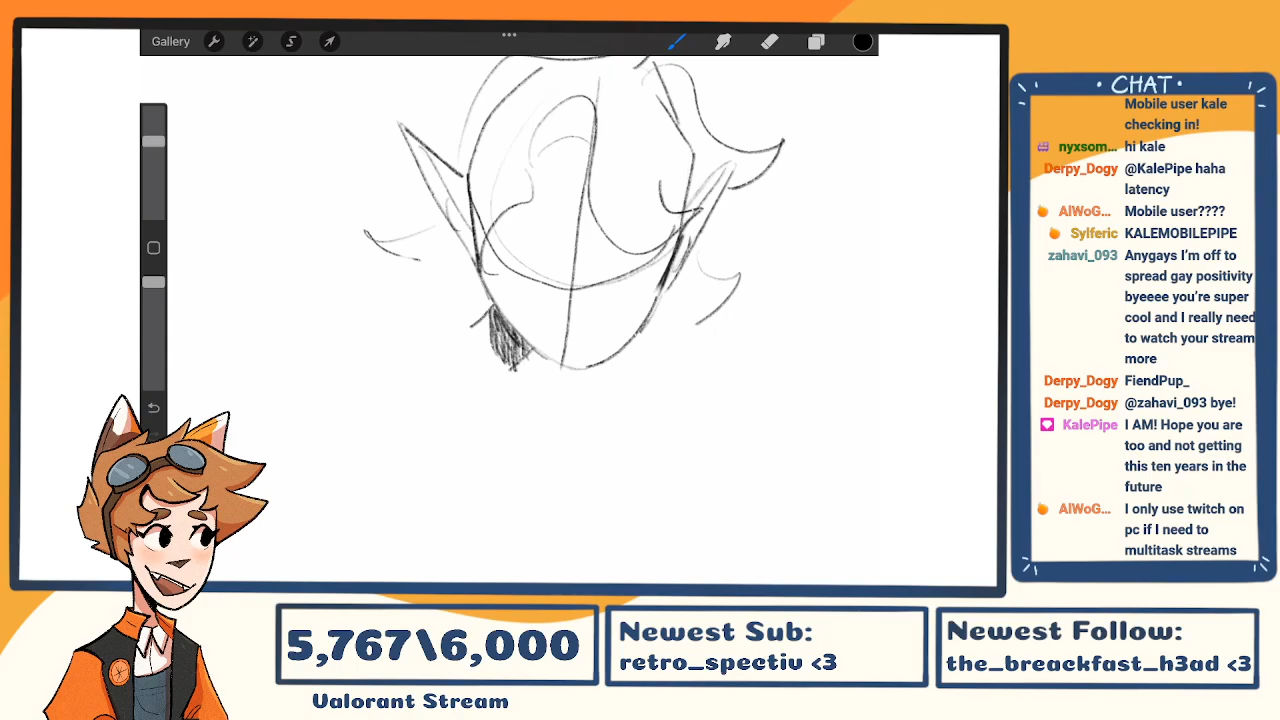 Gallery
• CHAT •
Mobile user kale
checking in!
nyxsom... hi kale
Derpy_Dogy @KalePipe haha
latency
AlWoG... Mobile user????
Sylferic KALEMOBILEPIPE
zahavi_093 Anygays I'm off to
spread gay positivity
byeeee you're super
cool and I really need
to watch your stream
more
Derpy_Dogy FiendPup_
Derpy_Dogy @zahavi_093 bye!
KalePipe I AM! Hope you are
too and not getting
this ten years in the
future
AlWoG... I only use twitch on
pc if I need to
multitask streams
5,767\6,000
Valorant Stream
Newest Sub:
retro_spectiv <3
Newest Follow:
the_breackfast_h3ad <3